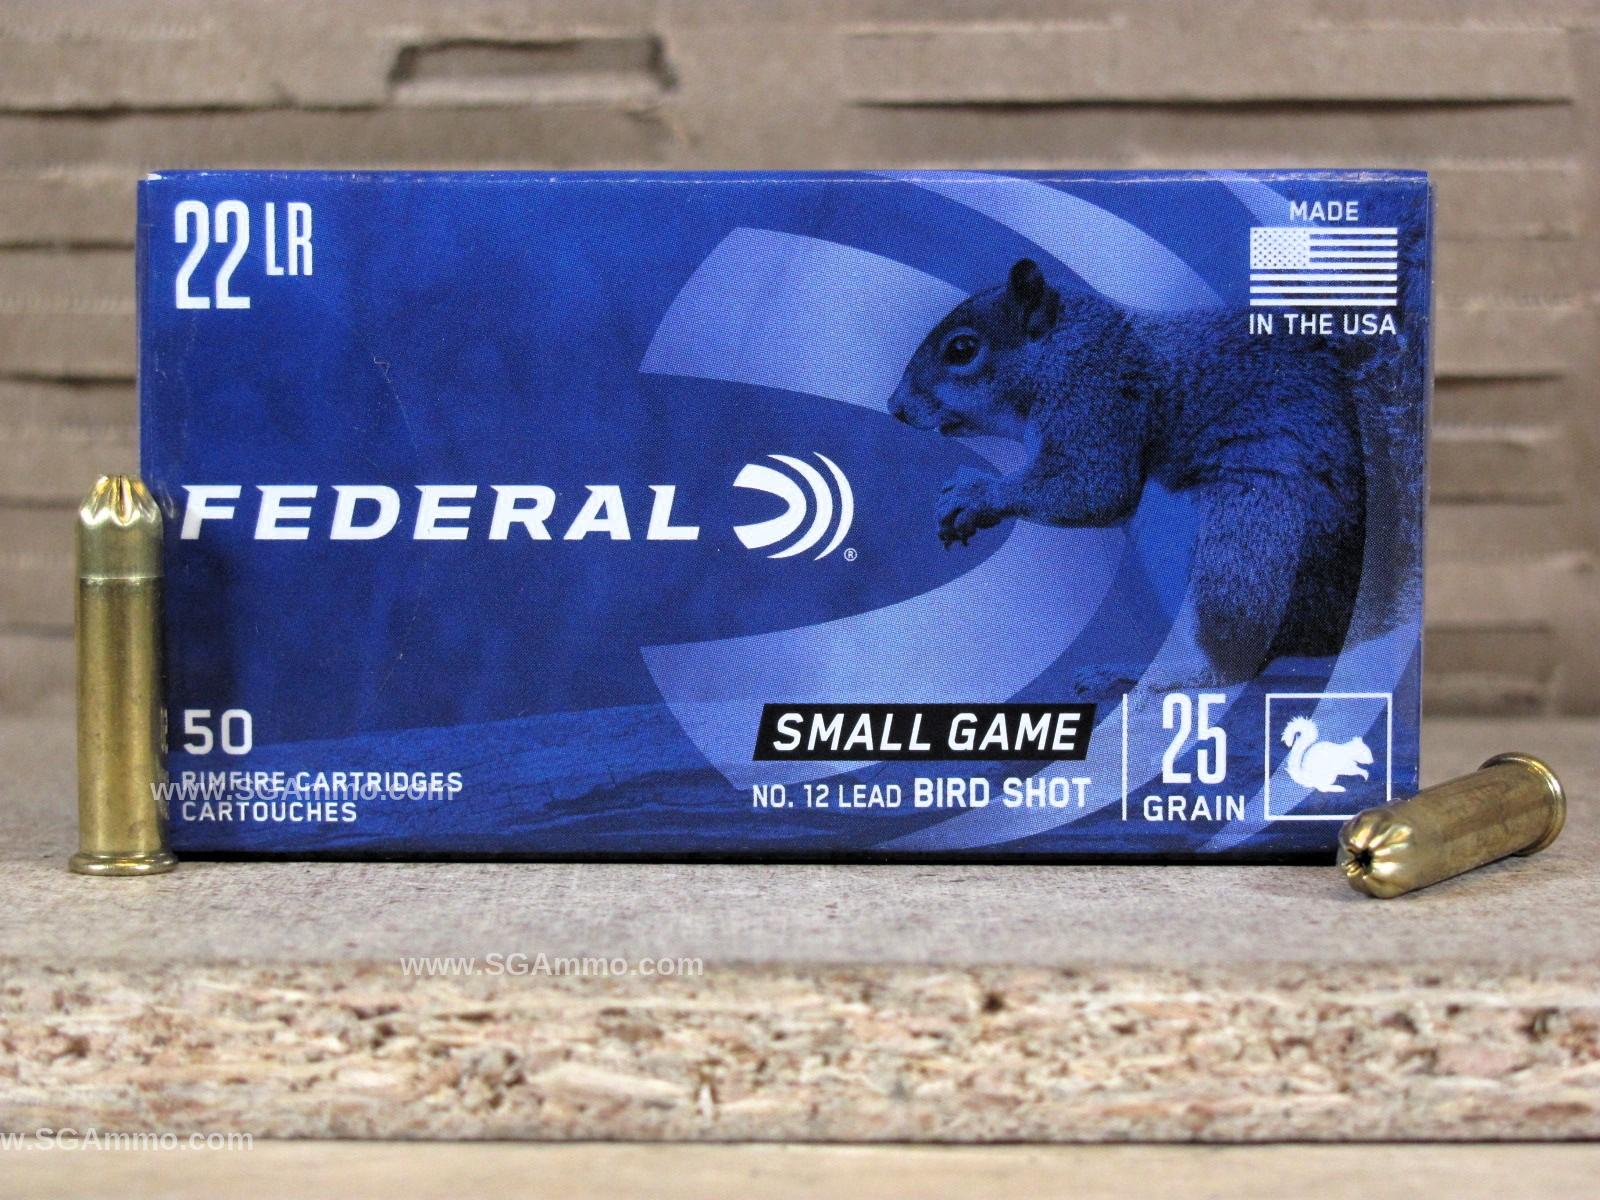 22 LR
MADE
IN THE USA
FEDERAL
®
50
RIMFIRE CARTRIDGES
CARTOUCHES
SMALL GAME
NO. 12 LEAD BIRD SHOT
25
GRAIN
www.SGAmmo.com
www.SGAmmo.com
w.SGAmmo.com